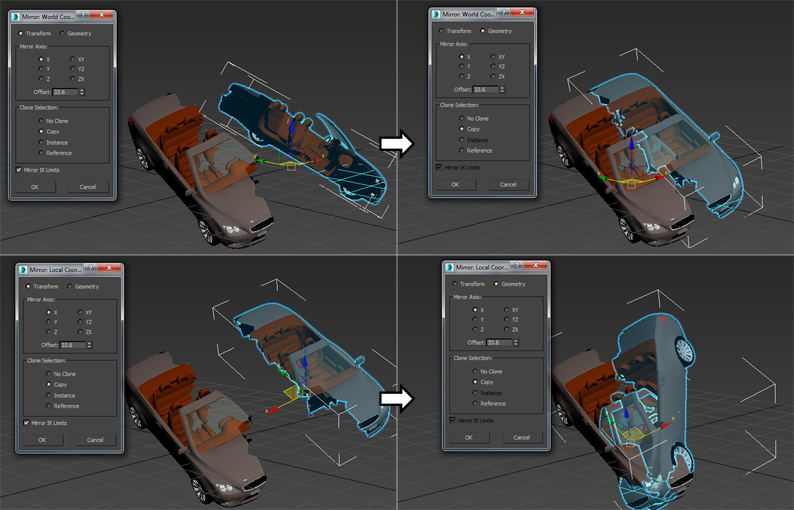 Mirror: World Coo...
Transform Geometry
Mirror Axis:
X XY
Y YZ
Z ZX
Offset: 33.6
Clone Selection:
No Clone
Copy
Instance
Reference
Mirror IK Limits
OK Cancel
Mirror: World Coo...
Transform Geometry
Mirror Axis:
X XY
Y YZ
Z ZX
Offset: 33.6
Clone Selection:
No Clone
Copy
Instance
Reference
Mirror IK Limits
OK Cancel
Mirror: Local Coor...
Transform Geometry
Mirror Axis:
X XY
Y YZ
Z ZX
Offset: 33.6
Clone Selection:
No Clone
Copy
Instance
Reference
Mirror IK Limits
OK Cancel
Mirror: Local Coor...
Transform Geometry
Mirror Axis:
X XY
Y YZ
Z ZX
Offset: 33.6
Clone Selection:
No Clone
Copy
Instance
Reference
Mirror IK Limits
OK Cancel